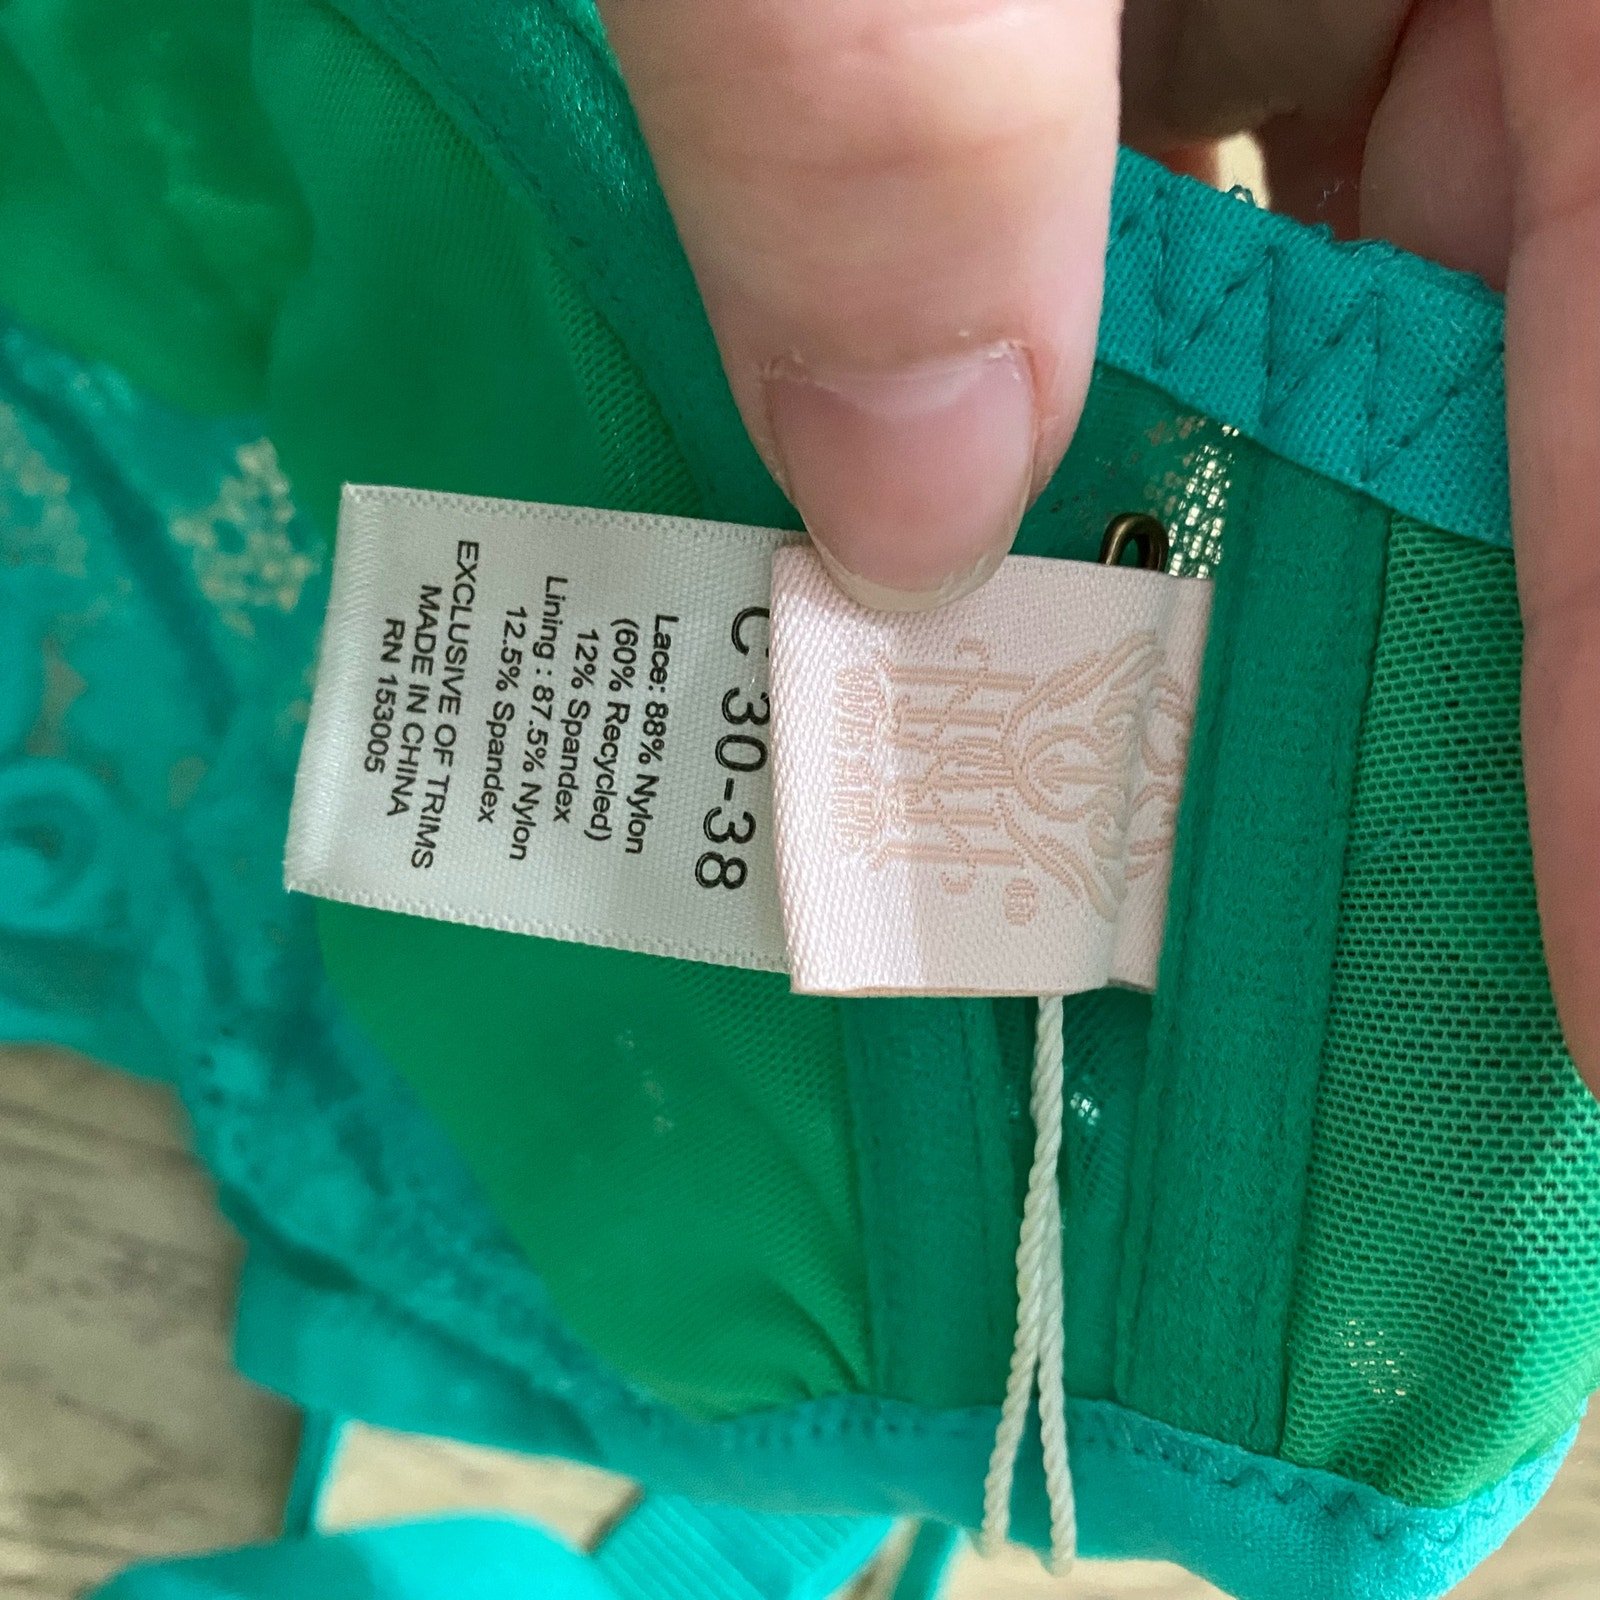 C 30-38
Lace: 88% Nylon
(60% Recycled)
12% Spandex
Lining : 87.5% Nylon
12.5% Spandex
EXCLUSIVE OF TRIMS
MADE IN CHINA
RN 153005